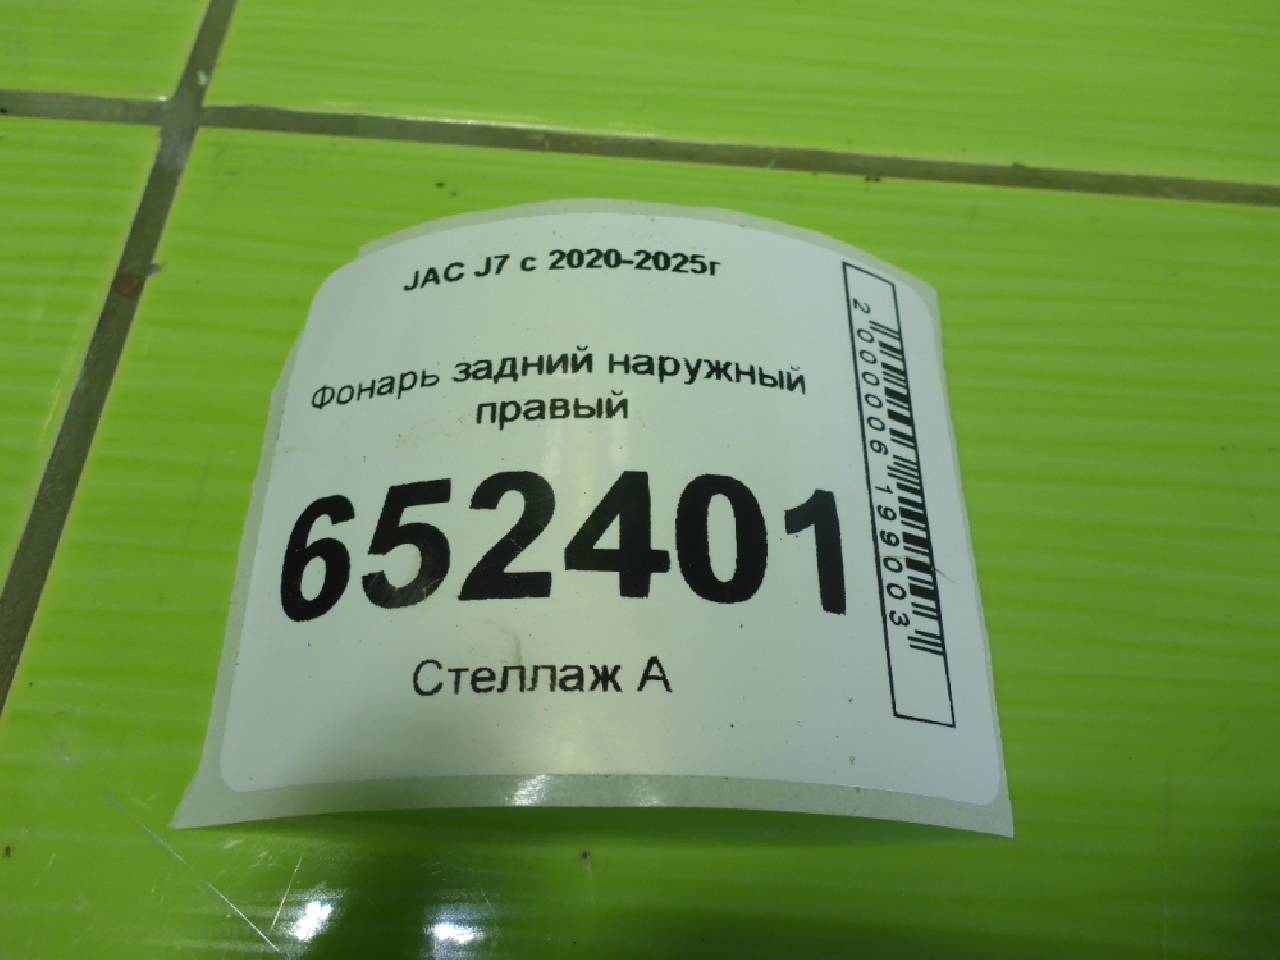 JAC J7 с 2020-2025г
Фонарь задний наружный
правый
652401
Стеллаж А
2000006199003